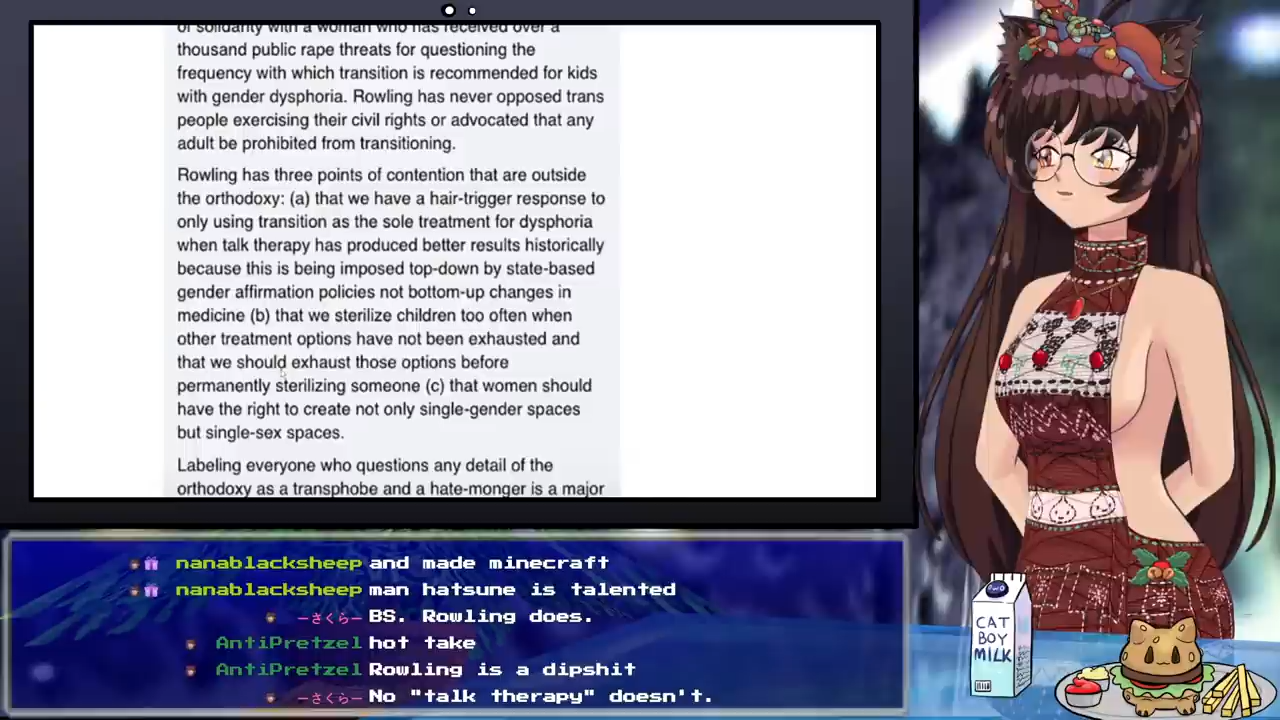 of solidarity with a woman who has received over a
thousand public rape threats for questioning the
frequency with which transition is recommended for kids
with gender dysphoria. Rowling has never opposed trans
people exercising their civil rights or advocated that any
adult be prohibited from transitioning.
Rowling has three points of contention that are outside
the orthodoxy: (a) that we have a hair-trigger response to
only using transition as the sole treatment for dysphoria
when talk therapy has produced better results historically
because this is being imposed top-down by state-based
gender affirmation policies not bottom-up changes in
medicine (b) that we sterilize children too often when
other treatment options have not been exhausted and
that we should exhaust those options before
permanently sterilizing someone (c) that women should
have the right to create not only single-gender spaces
but single-sex spaces.
Labeling everyone who questions any detail of the
orthodoxy as a transphobe and a hate-monger is a major
nanablacksheep and made minecraft
nanablacksheep man hatsune is talented
—さくら— BS. Rowling does.
AntiPretzel hot take
AntiPretzel Rowling is a dipshit
—さくら— No "talk therapy" doesn't.
CAT
BOY
MILK